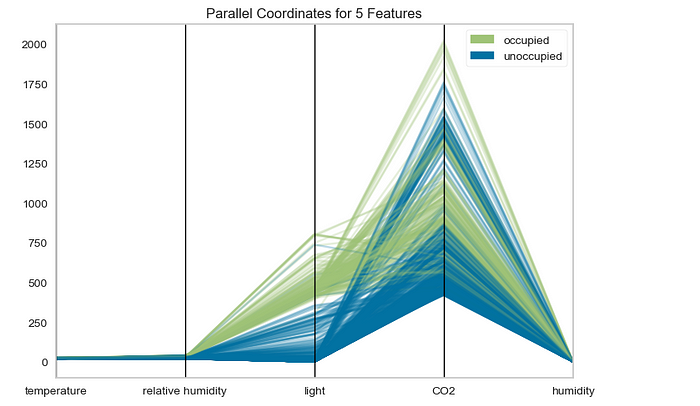 Parallel Coordinates for 5 Features
occupied
unoccupied
2000
1750
1500
1250
1000
750
500
250
0
temperature relative humidity light CO2 humidity